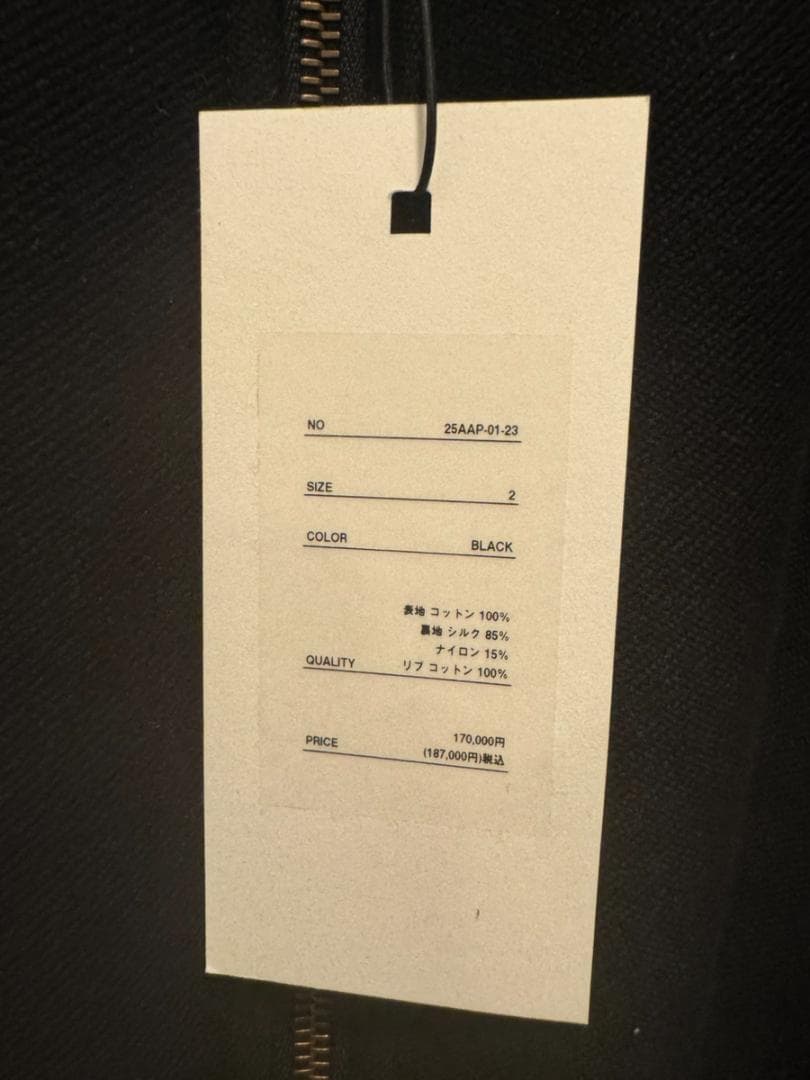 NO 25AAP-01-23
SIZE 2
COLOR BLACK
表地 コットン 100%
裏地 シルク 85%
ナイロン 15%
QUALITY リブ コットン 100%
PRICE 170,000円
(187,000円)税込